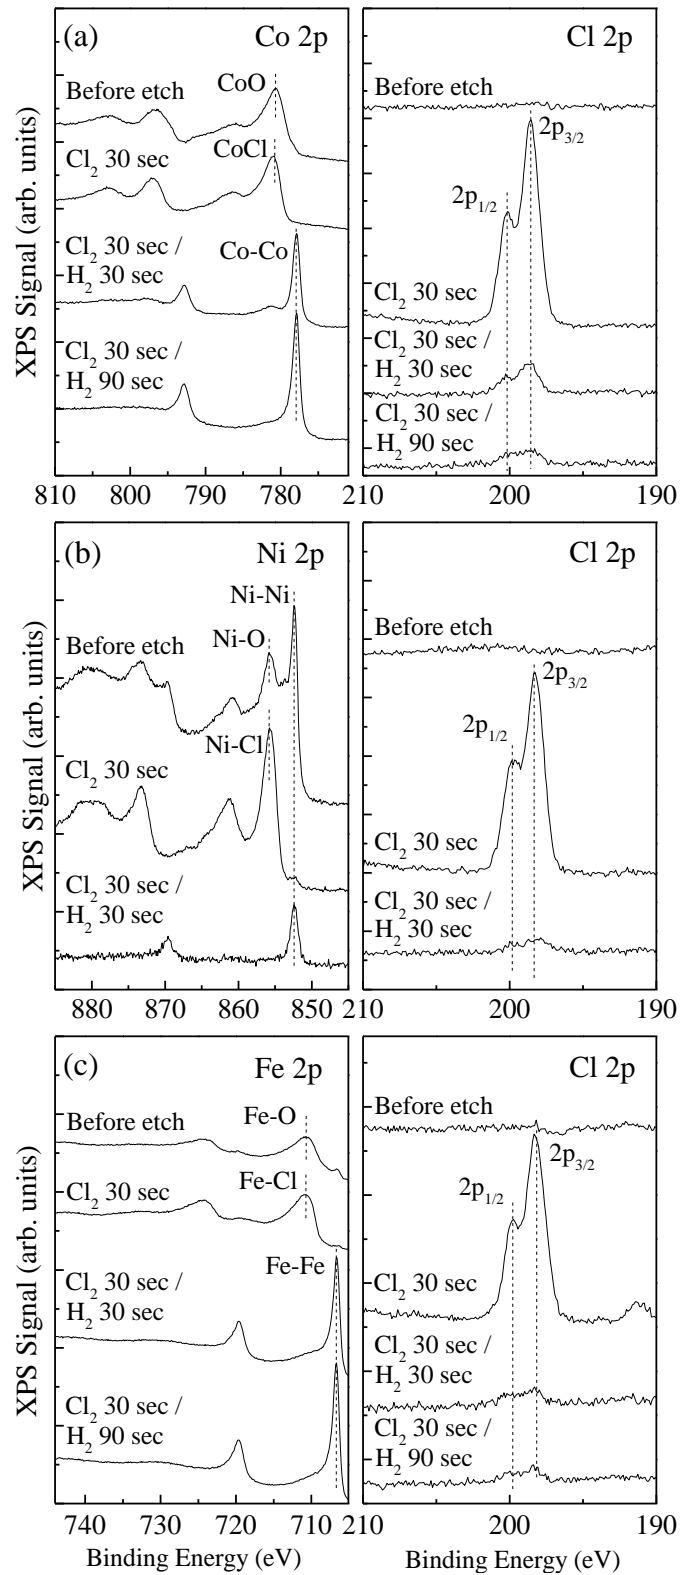 (a) Co 2p
Before etch
CoO
Cl2 30 sec
CoCl
Cl2 30 sec /
H2 30 sec
Co-Co
Cl2 30 sec /
H2 90 sec
XPS Signal (arb. units)
810 800 790 780 210
Cl 2p
Before etch
2p3/2
2p1/2
Cl2 30 sec
Cl2 30 sec /
H2 30 sec
Cl2 30 sec /
H2 90 sec
200 190
(b) Ni 2p
Ni-Ni
Before etch
Ni-O
Ni-Cl
Cl2 30 sec
Cl2 30 sec /
H2 30 sec
XPS Signal (arb. units)
880 870 860 850 210
Cl 2p
Before etch
2p3/2
2p1/2
Cl2 30 sec
Cl2 30 sec /
H2 30 sec
200 190
(c) Fe 2p
Before etch
Fe-O
Cl2 30 sec
Fe-Cl
Cl2 30 sec /
H2 30 sec
Fe-Fe
Cl2 30 sec /
H2 90 sec
XPS Signal (arb. units)
740 730 720 710 210
Binding Energy (eV)
Cl 2p
Before etch
2p3/2
2p1/2
Cl2 30 sec
Cl2 30 sec /
H2 30 sec
Cl2 30 sec /
H2 90 sec
200 190
Binding Energy (eV)